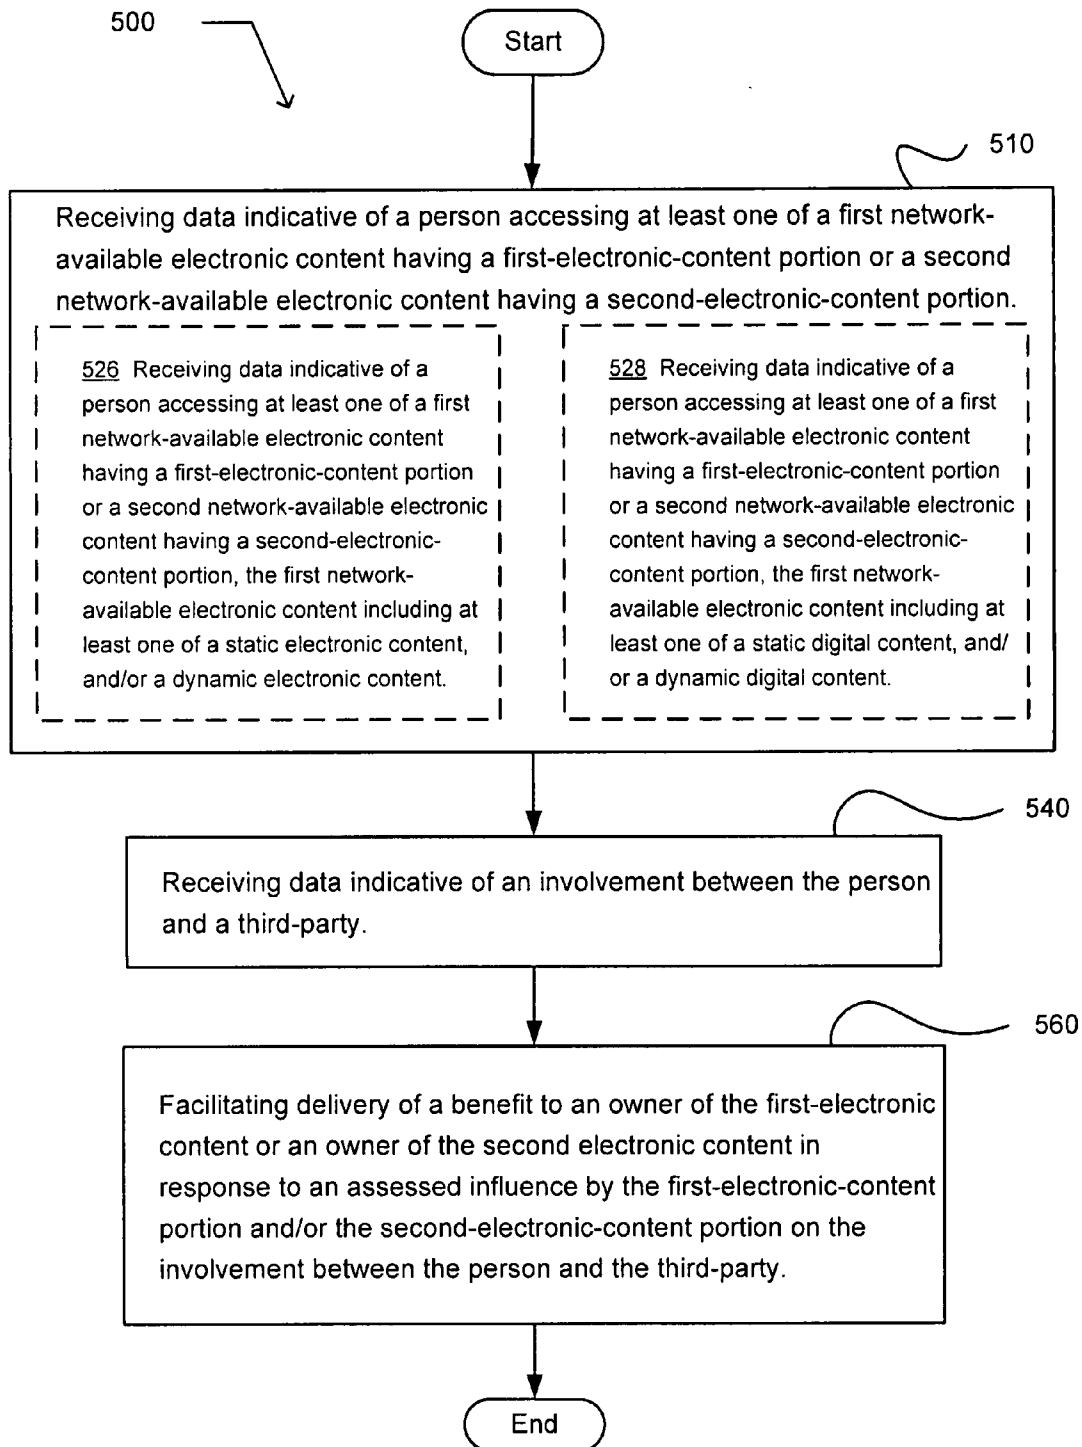 500
Start
510
Receiving data indicative of a person accessing at least one of a first network-
available electronic content having a first-electronic-content portion or a second
network-available electronic content having a second-electronic-content portion.
526 Receiving data indicative of a
person accessing at least one of a first
network-available electronic content
having a first-electronic-content portion
or a second network-available electronic
content having a second-electronic-
content portion, the first network-
available electronic content including at
least one of a static electronic content,
and/or a dynamic electronic content.
528 Receiving data indicative of a
person accessing at least one of a first
network-available electronic content
having a first-electronic-content portion
or a second network-available electronic
content having a second-electronic-
content portion, the first network-
available electronic content including at
least one of a static digital content, and/
or a dynamic digital content.
540
Receiving data indicative of an involvement between the person
and a third-party.
560
Facilitating delivery of a benefit to an owner of the first-electronic
content or an owner of the second electronic content in
response to an assessed influence by the first-electronic-content
portion and/or the second-electronic-content portion on the
involvement between the person and the third-party.
End